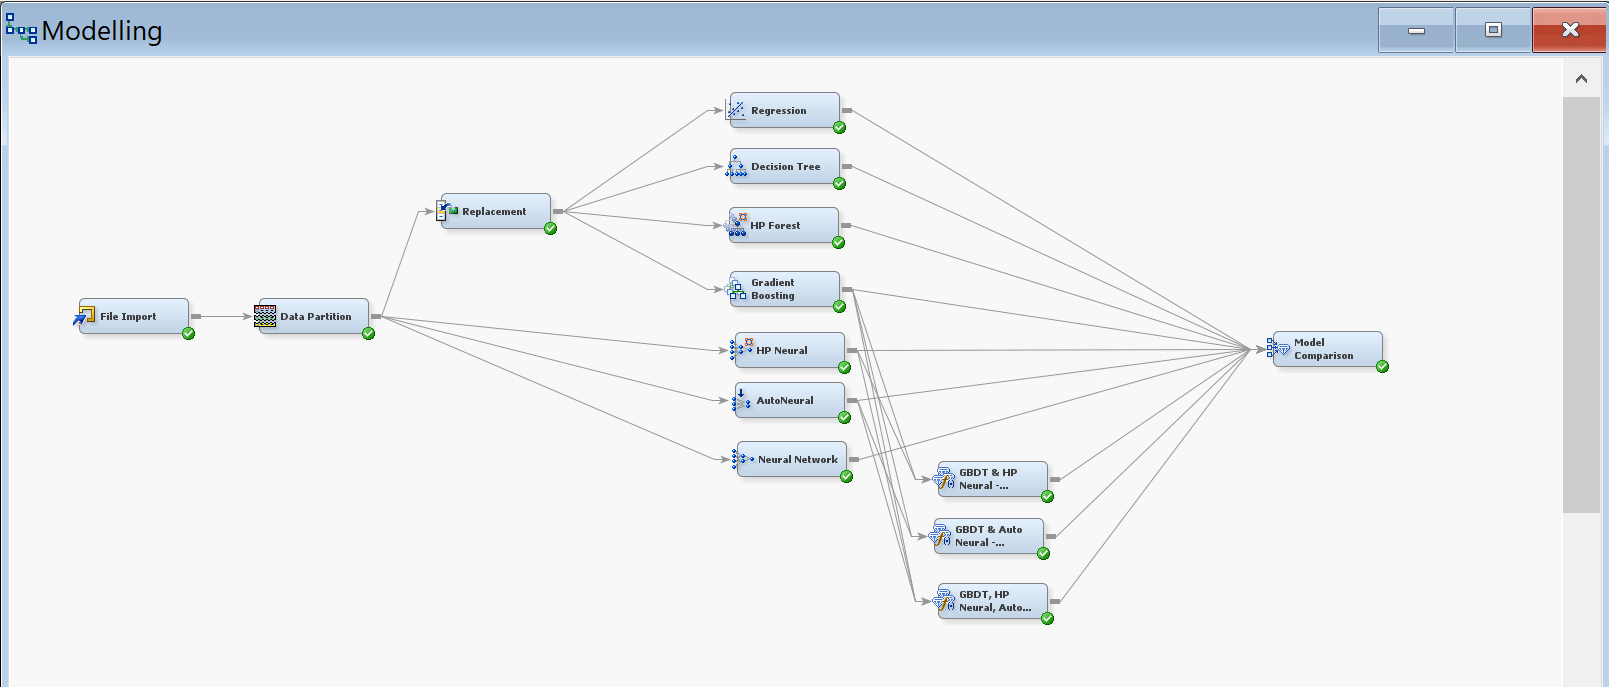 Modelling
Regression
Decision Tree
Replacement
HP Forest
Gradient
Boosting
File Import
Data Partition
HP Neural
Model
Comparison
AutoNeural
Neural Network
GBDT & HP
Neural -...
GBDT & Auto
Neural -...
GBDT, HP
Neural, Auto...